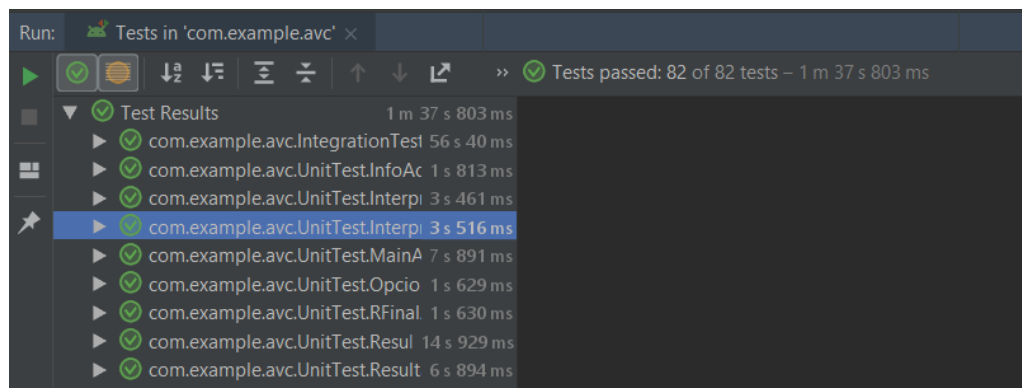 Run: Tests in 'com.example.avc' ×
» Tests passed: 82 of 82 tests – 1 m 37 s 803 ms
Test Results 1 m 37 s 803 ms
com.example.avc.IntegrationTest 56 s 40 ms
com.example.avc.UnitTest.InfoAc 1 s 813 ms
com.example.avc.UnitTest.Interpr 3 s 461 ms
com.example.avc.UnitTest.Interpr 3 s 516 ms
com.example.avc.UnitTest.MainA 7 s 891 ms
com.example.avc.UnitTest.Opcio 1 s 629 ms
com.example.avc.UnitTest.RFinal. 1 s 630 ms
com.example.avc.UnitTest.Resul 14 s 929 ms
com.example.avc.UnitTest.Result 6 s 894 ms